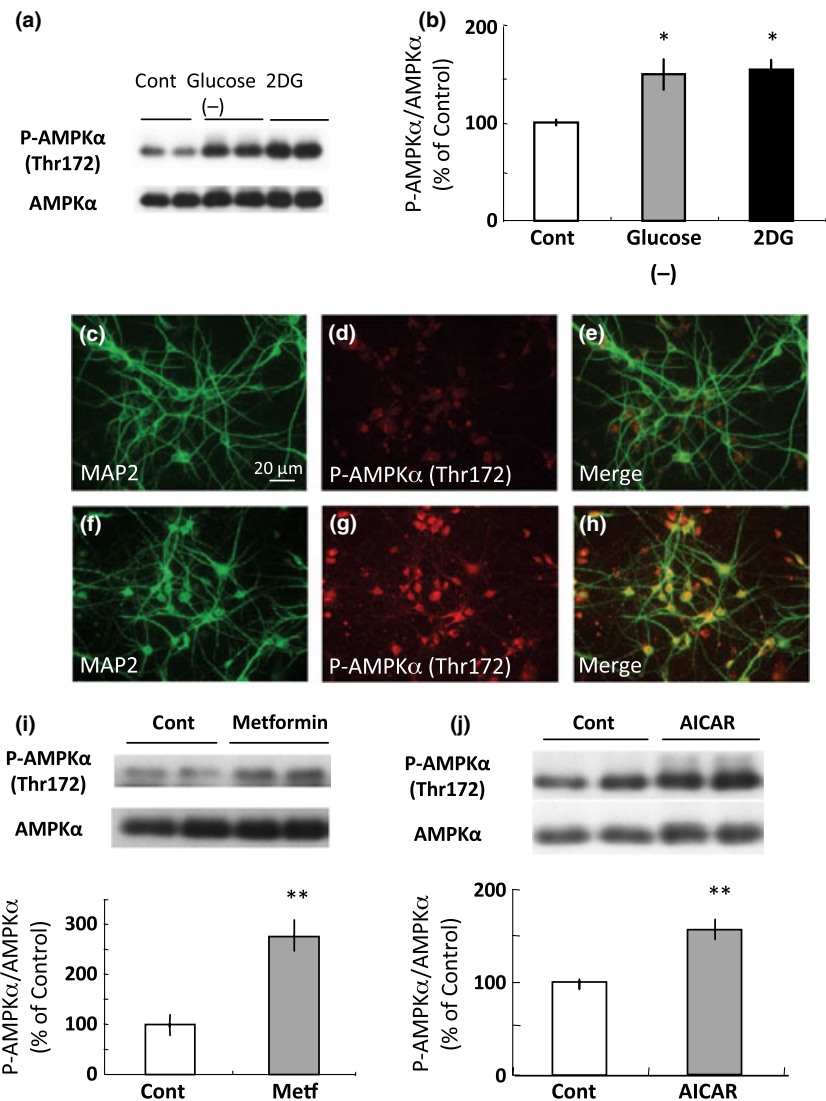 (a)
Cont Glucose 2DG
(–)
P-AMPKα
(Thr172)
AMPKα
(b)
P-AMPKα/AMPKα
(% of Control)
200
100
0
*
*
Cont
Glucose
2DG
(–)
(c)
MAP2
20 µm
(d)
P-AMPKα (Thr172)
(e)
Merge
(f)
MAP2
(g)
P-AMPKα (Thr172)
(h)
Merge
(i)
Cont
Metformin
P-AMPKα
(Thr172)
AMPKα
P-AMPKα/AMPKα
(% of Control)
300
200
100
0
**
Cont
Metf
(j)
Cont
AICAR
P-AMPKα
(Thr172)
AMPKα
P-AMPKα/AMPKα
(% of Control)
200
100
0
**
Cont
AICAR